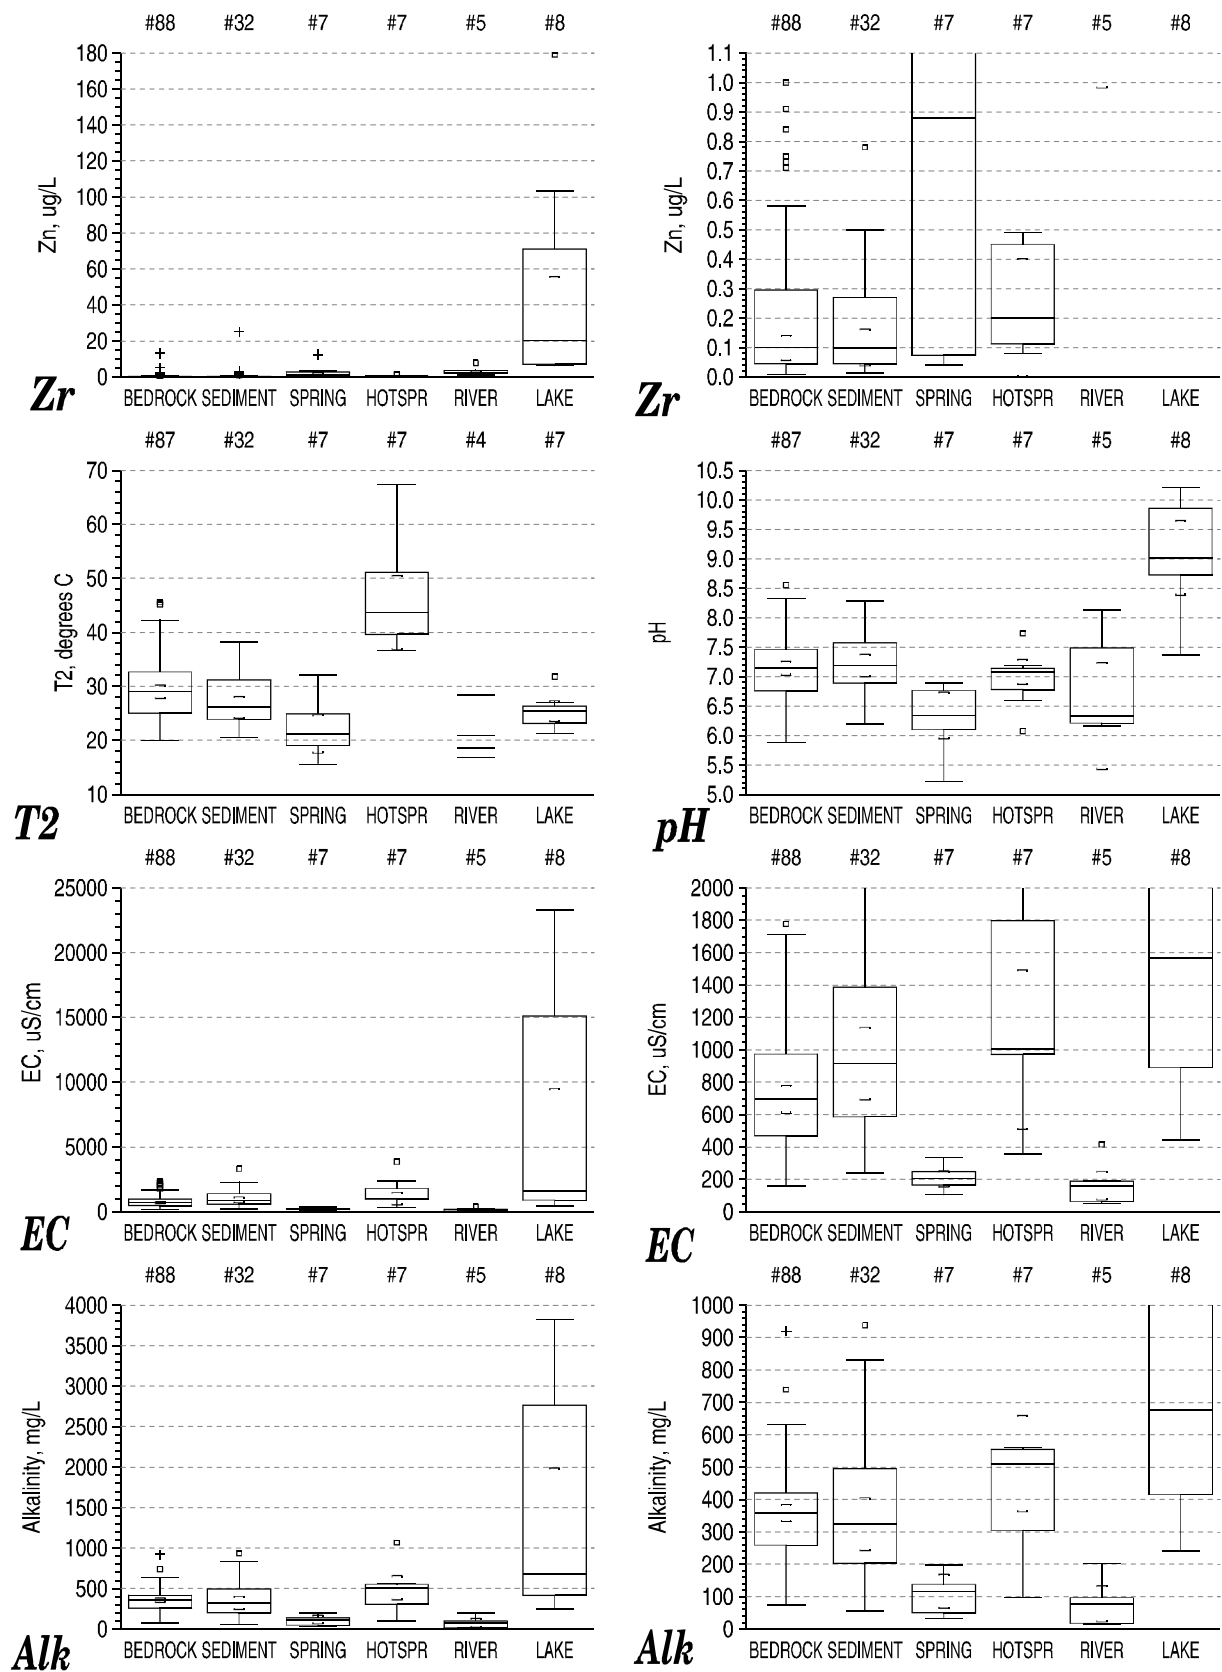 #88 #32 #7 #7 #5 #8
180
160
140
120
100
80
60
40
20
0
Zn, ug/L
BEDROCK SEDIMENT SPRING HOTSPR RIVER LAKE
Zr
#88 #32 #7 #7 #5 #8
1.1
1.0
0.9
0.8
0.7
0.6
0.5
0.4
0.3
0.2
0.1
0.0
Zn, ug/L
BEDROCK SEDIMENT SPRING HOTSPR RIVER LAKE
Zr
#87 #32 #7 #7 #4 #7
70
60
50
40
30
20
10
T2, degrees C
BEDROCK SEDIMENT SPRING HOTSPR RIVER LAKE
T2
#87 #32 #7 #7 #5 #8
10.5
10.0
9.5
9.0
8.5
8.0
7.5
7.0
6.5
6.0
5.5
5.0
pH
BEDROCK SEDIMENT SPRING HOTSPR RIVER LAKE
pH
#88 #32 #7 #7 #5 #8
25000
20000
15000
10000
5000
0
EC, uS/cm
BEDROCK SEDIMENT SPRING HOTSPR RIVER LAKE
EC
#88 #32 #7 #7 #5 #8
2000
1800
1600
1400
1200
1000
800
600
400
200
0
EC, uS/cm
BEDROCK SEDIMENT SPRING HOTSPR RIVER LAKE
EC
#88 #32 #7 #7 #5 #8
4000
3500
3000
2500
2000
1500
1000
500
0
Alkalinity, mg/L
BEDROCK SEDIMENT SPRING HOTSPR RIVER LAKE
Alk
#88 #32 #7 #7 #5 #8
1000
900
800
700
600
500
400
300
200
100
0
Alkalinity, mg/L
BEDROCK SEDIMENT SPRING HOTSPR RIVER LAKE
Alk